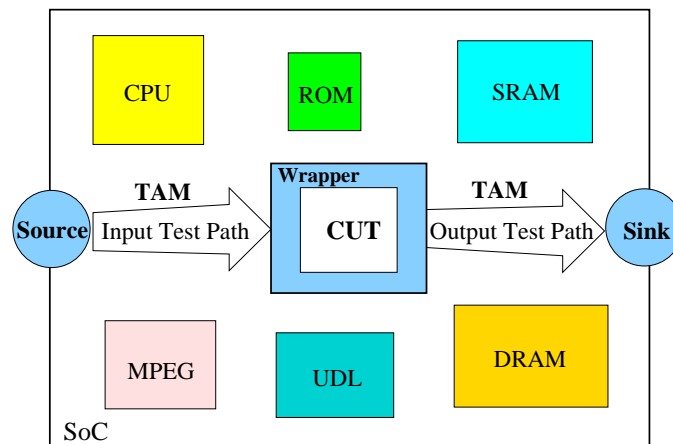 CPU
ROM
SRAM
TAM
Wrapper
TAM
Source
Input Test Path
CUT
Output Test Path
Sink
MPEG
UDL
DRAM
SoC